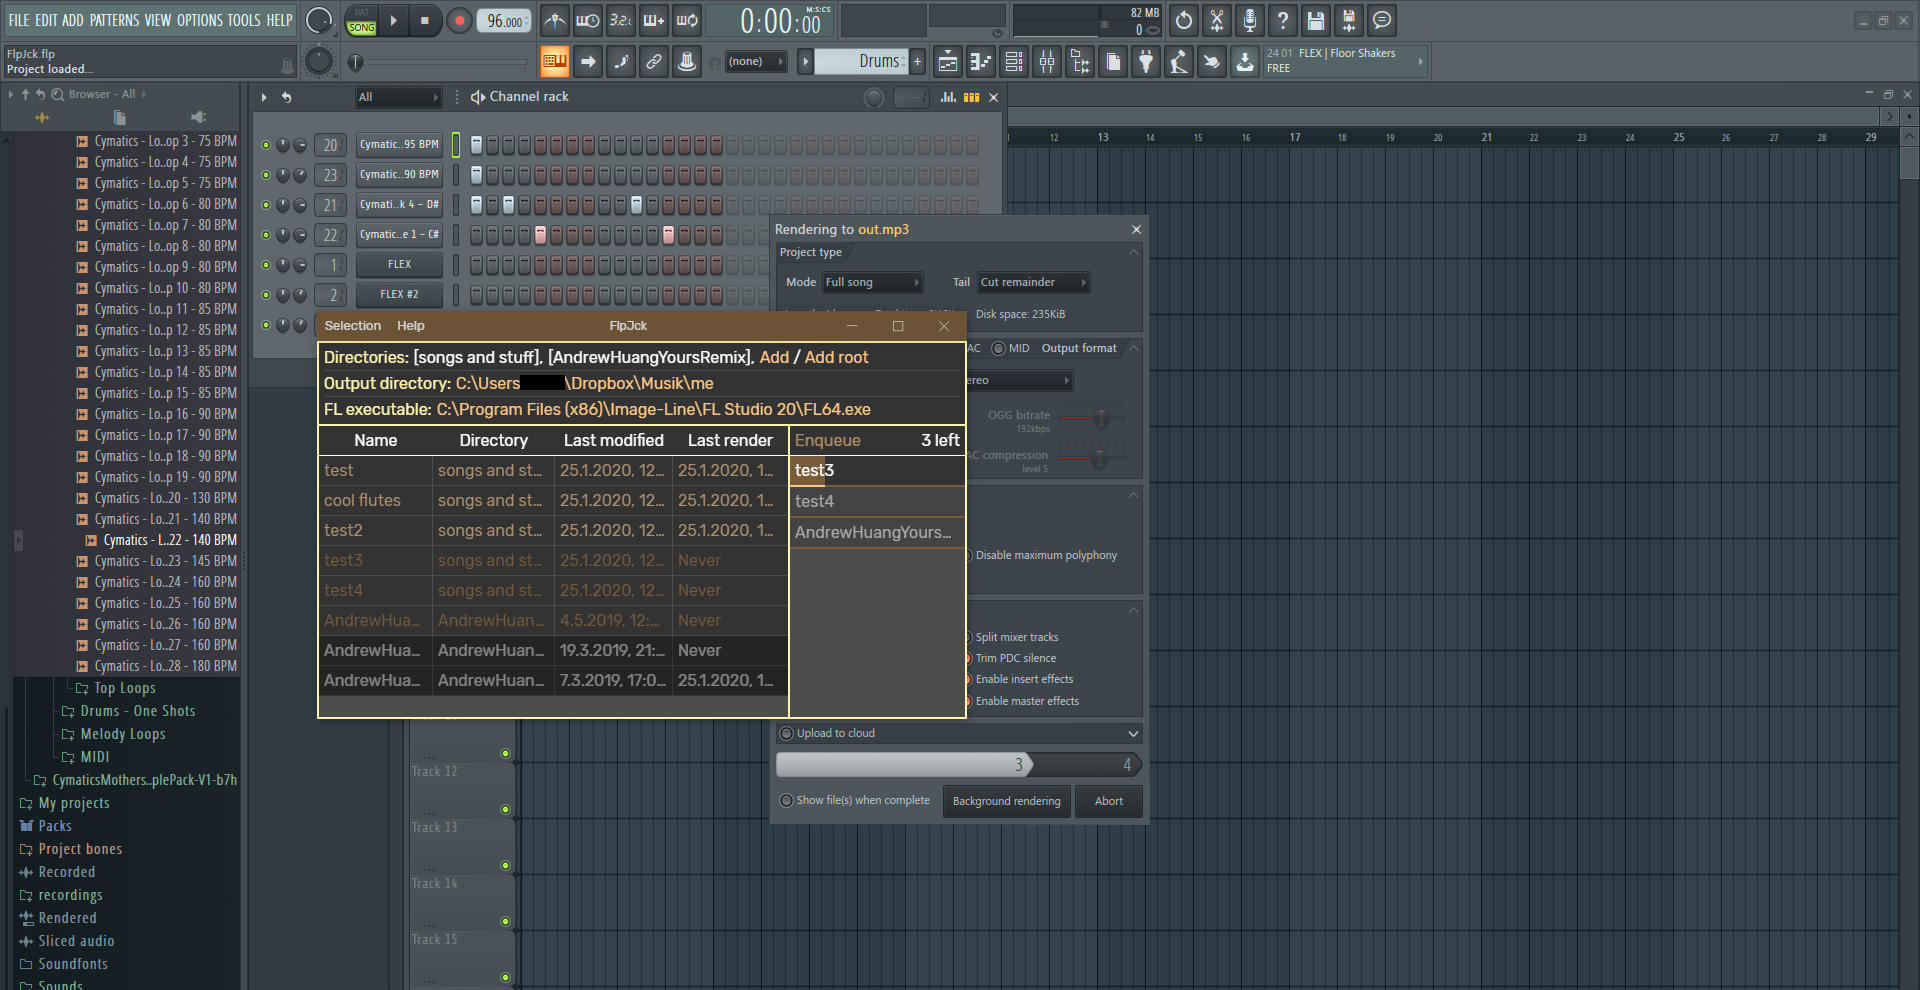 FILE EDIT ADD PATTERNS VIEW OPTIONS TOOLS HELP
PAT
SONG
96.000
3.2.
0:00:00
M:S:CS
82 MB
0
FlpJck.flp
Project loaded...
(none)
Drums
+
24.01 FLEX | Floor Shakers
FREE
Browser - All
All
Channel rack
Cymatics - Lo..op 3 - 75 BPM
Cymatics - Lo..op 4 - 75 BPM
Cymatics - Lo..op 5 - 75 BPM
Cymatics - Lo..op 6 - 80 BPM
Cymatics - Lo..op 7 - 80 BPM
Cymatics - Lo..op 8 - 80 BPM
Cymatics - Lo..op 9 - 80 BPM
Cymatics - Lo..p 10 - 80 BPM
Cymatics - Lo..p 11 - 85 BPM
Cymatics - Lo..p 12 - 85 BPM
Cymatics - Lo..p 13 - 85 BPM
Cymatics - Lo..p 14 - 85 BPM
Cymatics - Lo..p 15 - 85 BPM
Cymatics - Lo..p 16 - 90 BPM
Cymatics - Lo..p 17 - 90 BPM
Cymatics - Lo..p 18 - 90 BPM
Cymatics - Lo..p 19 - 90 BPM
Cymatics - Lo..20 - 130 BPM
Cymatics - Lo..21 - 140 BPM
Cymatics - L..22 - 140 BPM
Cymatics - Lo..23 - 145 BPM
Cymatics - Lo..24 - 160 BPM
Cymatics - Lo..25 - 160 BPM
Cymatics - Lo..26 - 160 BPM
Cymatics - Lo..27 - 160 BPM
Cymatics - Lo..28 - 180 BPM
Top Loops
Drums - One Shots
Melody Loops
MIDI
CymaticsMothers..plePack-V1-b7h
My projects
Packs
Project bones
Recorded
recordings
Rendered
Sliced audio
Soundfonts
Sounds
20 Cymatic..95 BPM
23 Cymatic..90 BPM
21 Cymati..k 4 - D#
22 Cymatic..e 1 - C#
1 FLEX
2 FLEX #2
12 13 14 15 16 17 18 19 20 21 22 23 24 25 26 27 28 29
Rendering to out.mp3
Project type
Mode Full song Tail Cut remainder
Disk space: 235KiB
AC MID Output format
ereo
OGG bitrate
192kbps
AC compression
level 5
Disable maximum polyphony
Split mixer tracks
Trim PDC silence
Enable insert effects
Enable master effects
Upload to cloud
3 4
Show file(s) when complete
Background rendering
Abort
Selection Help FlpJck
Directories: [songs and stuff], [AndrewHuangYoursRemix], Add / Add root
Output directory: C:\Users \Dropbox\Musik\me
FL executable: C:\Program Files (x86)\Image-Line\FL Studio 20\FL64.exe
Name Directory Last modified Last render
test songs and st... 25.1.2020, 12... 25.1.2020, 1...
cool flutes songs and st... 25.1.2020, 12... 25.1.2020, 1...
test2 songs and st... 25.1.2020, 12... 25.1.2020, 1...
test3 songs and st... 25.1.2020, 12... Never
test4 songs and st... 25.1.2020, 12... Never
AndrewHua... AndrewHuan... 4.5.2019, 12:... Never
AndrewHua... AndrewHuan... 19.3.2019, 21:... Never
AndrewHua... AndrewHuan... 7.3.2019, 17:0... 25.1.2020, 1...
Enqueue 3 left
test3
test4
AndrewHuangYours...
Track 12
Track 13
Track 14
Track 15